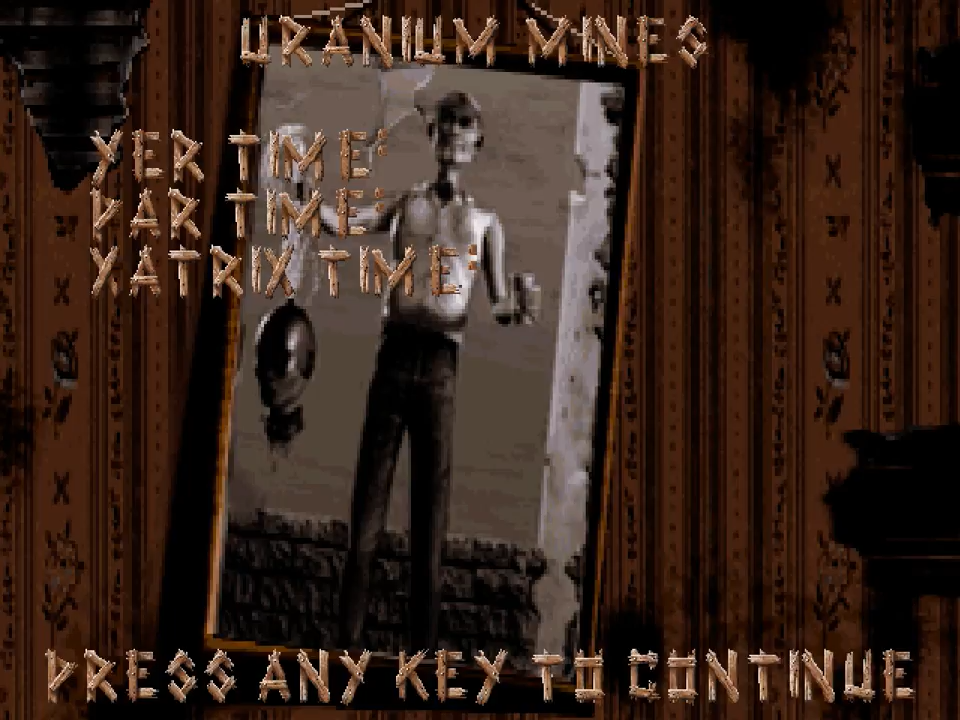 URANIUM MINES
YER TIME:
PAR TIME:
XATRIX TIME:
PRESS ANY KEY TO CONTINUE